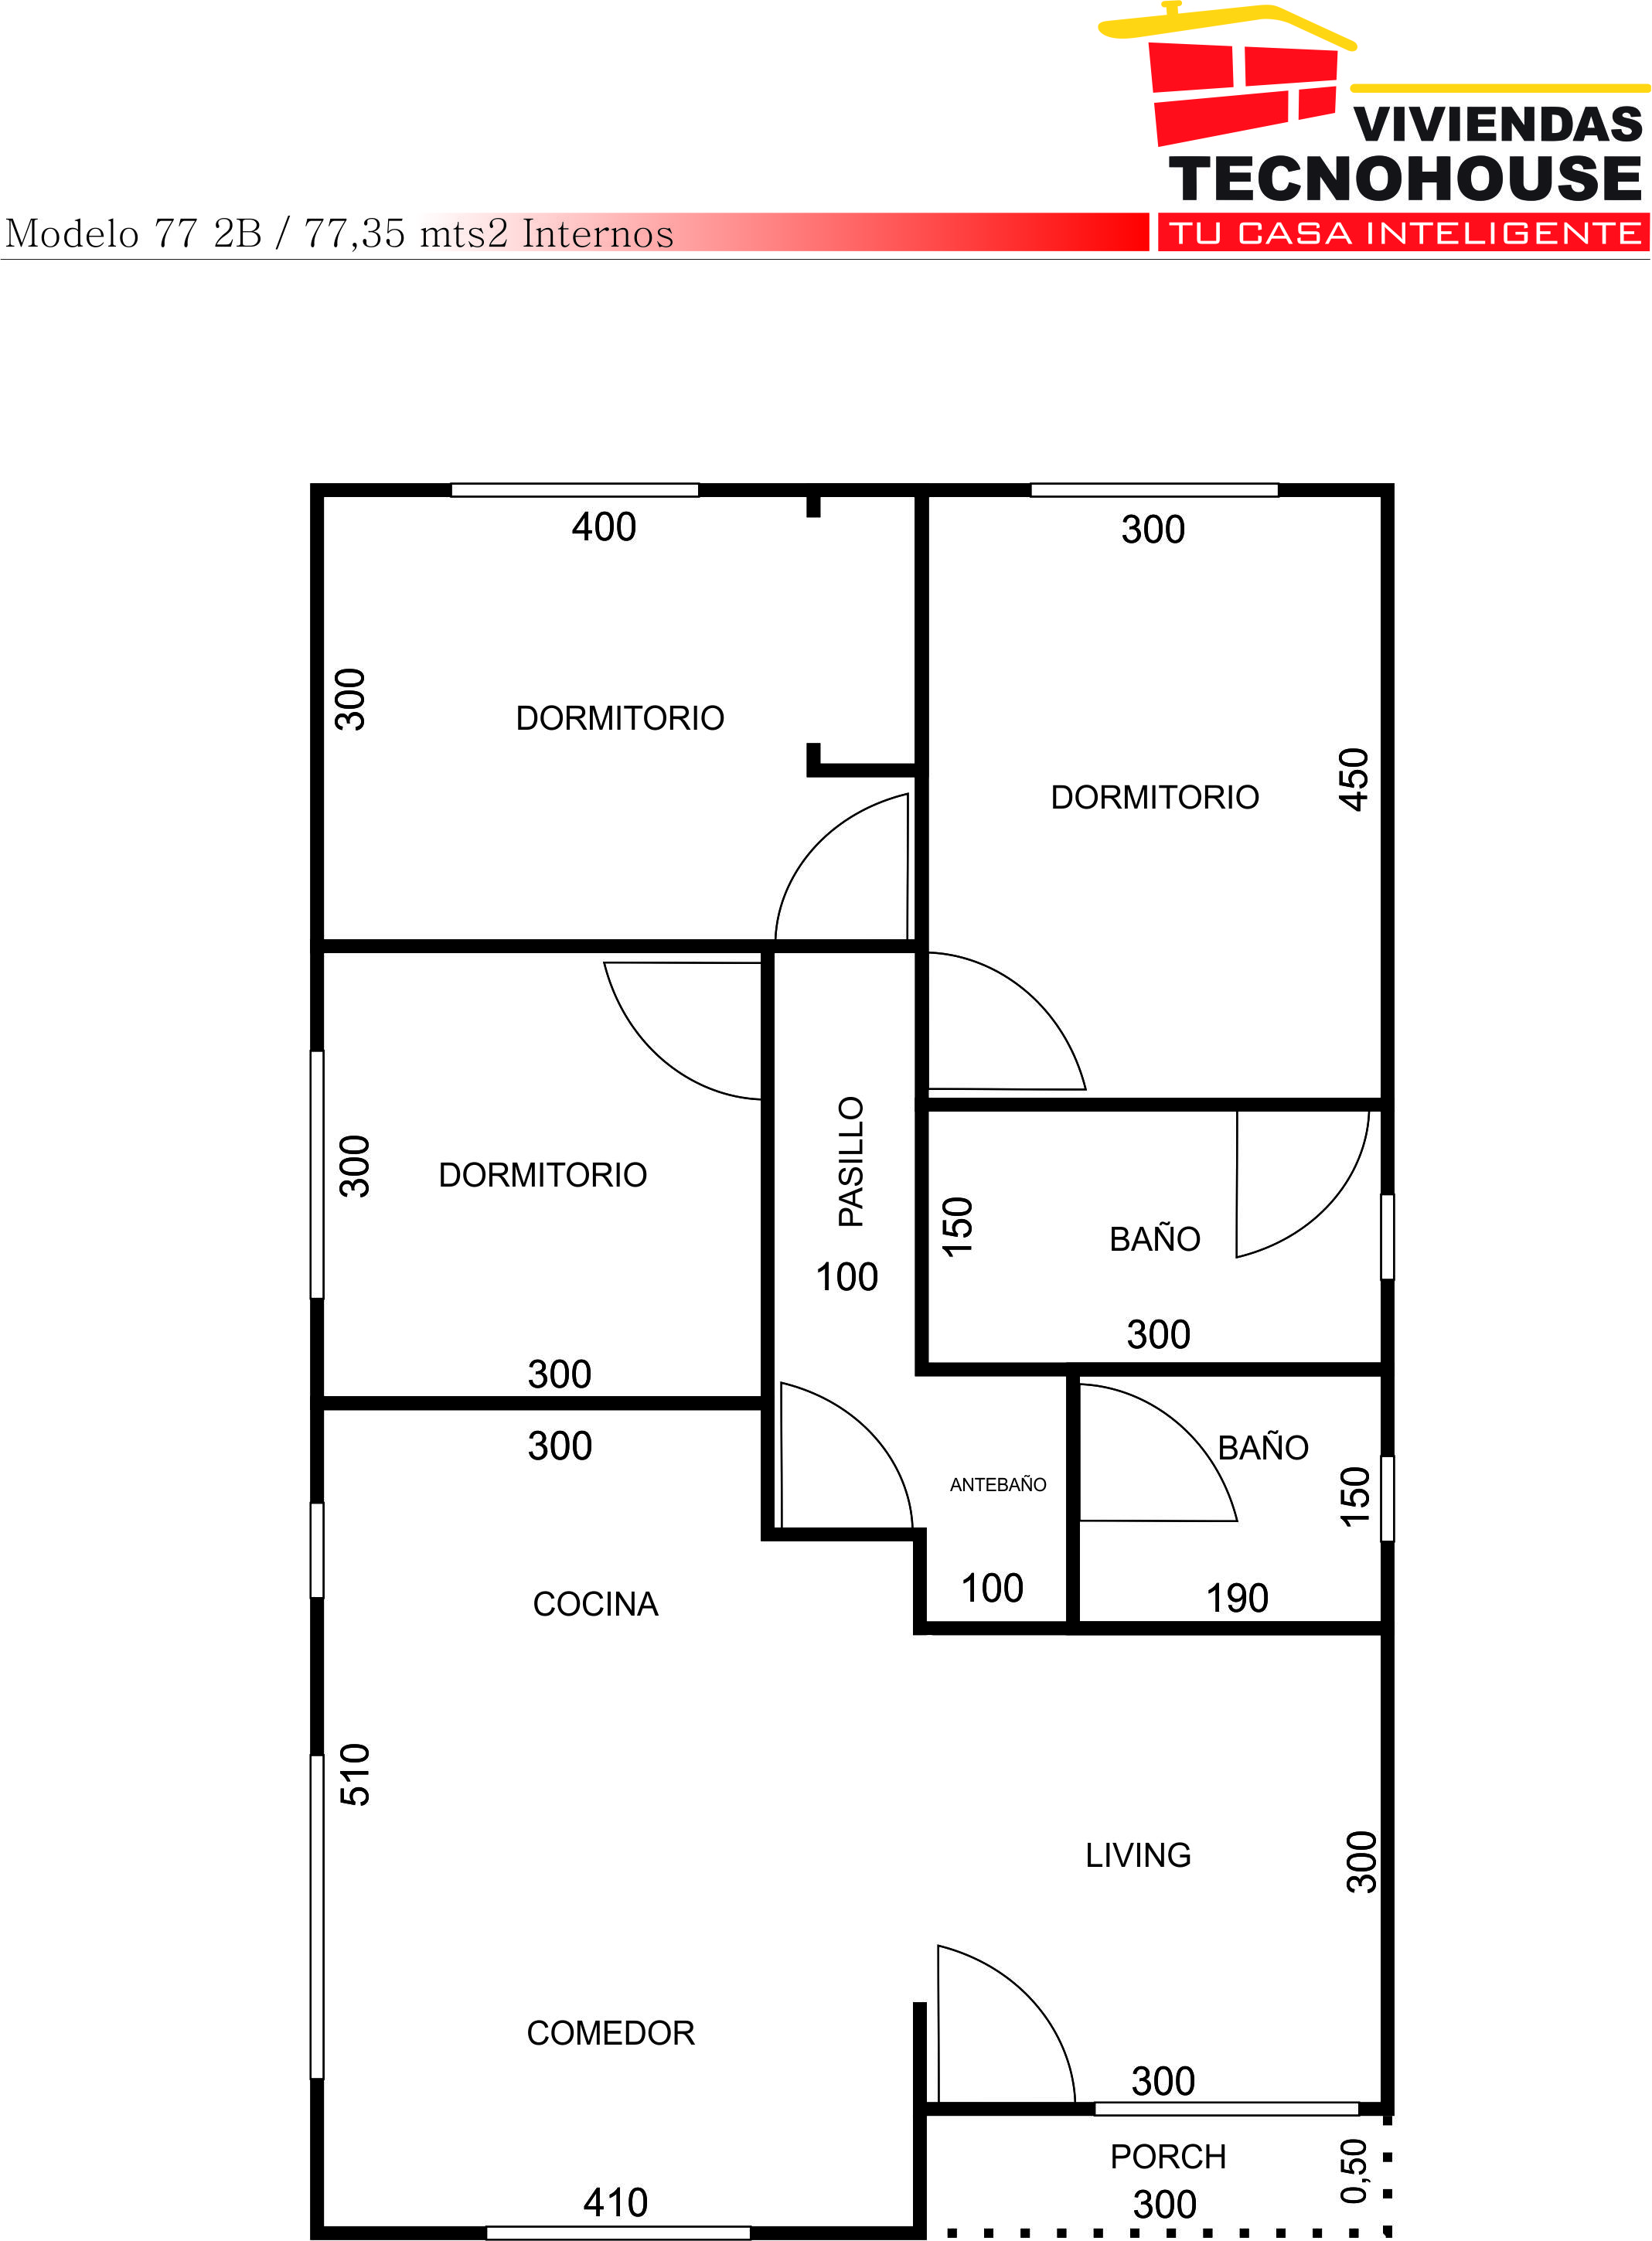 VIVIENDAS
TECNOHOUSE
TU CASA INTELIGENTE
Modelo 77 2B / 77,35 mts2 Internos
400
300
300
DORMITORIO
450
DORMITORIO
PASILLO
300
DORMITORIO
150
BAÑO
100
300
300
300
BAÑO
ANTEBAÑO
150
100
190
COCINA
510
LIVING
300
COMEDOR
300
PORCH
0,50
410
300